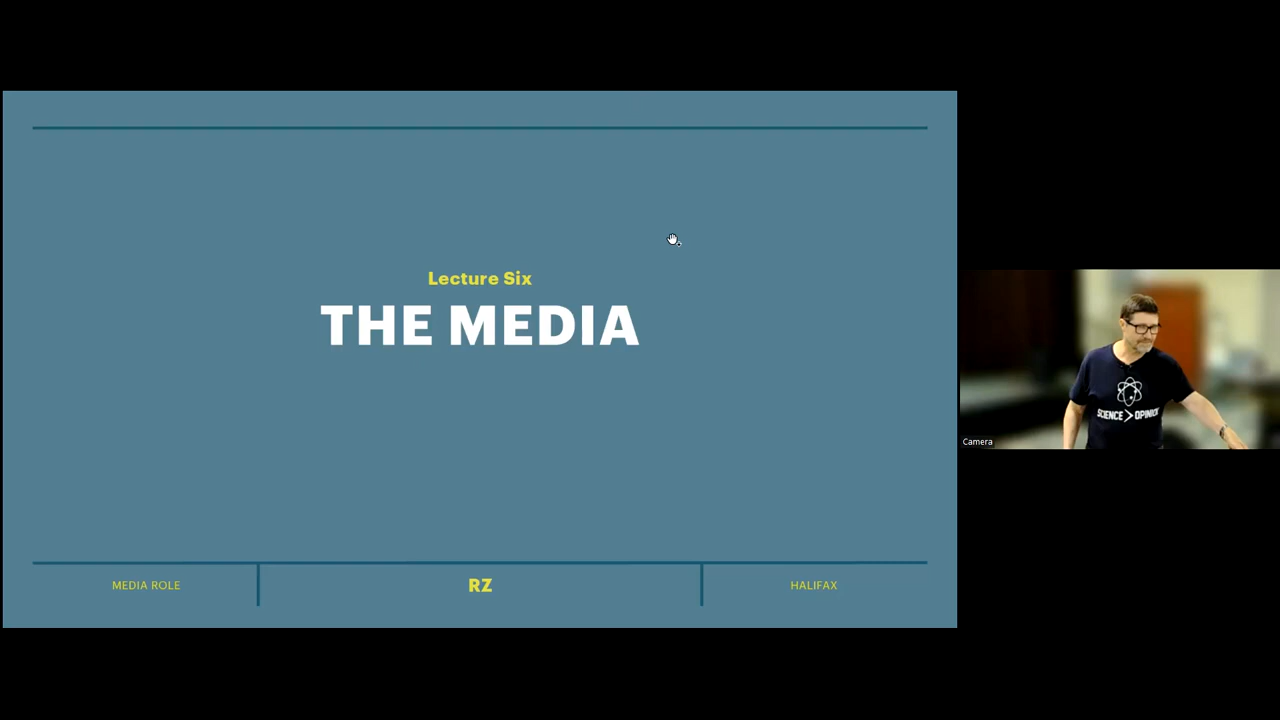 Lecture Six
THE MEDIA
MEDIA ROLE
RZ
HALIFAX
Camera
SCIENCE > OPINION